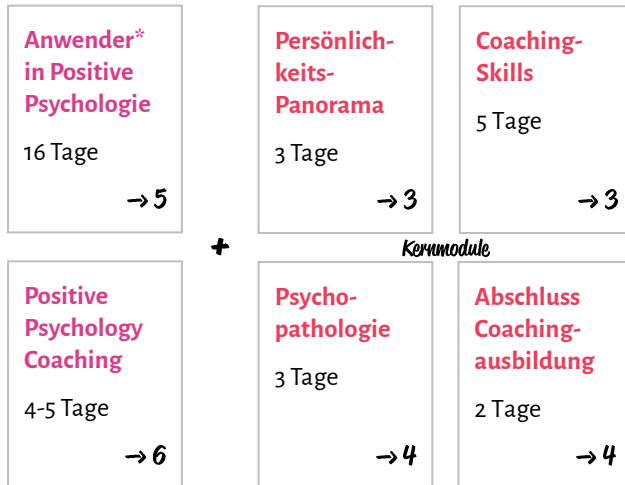 Anwender*
in Positive
Psychologie
16 Tage
→ 5
Persönlich-
keits-
Panorama
3 Tage
→ 3
Coaching-
Skills
5 Tage
→ 3
+
Kernmodule
Positive
Psychology
Coaching
4-5 Tage
→ 6
Psycho-
pathologie
3 Tage
→ 4
Abschluss
Coaching-
ausbildung
2 Tage
→ 4